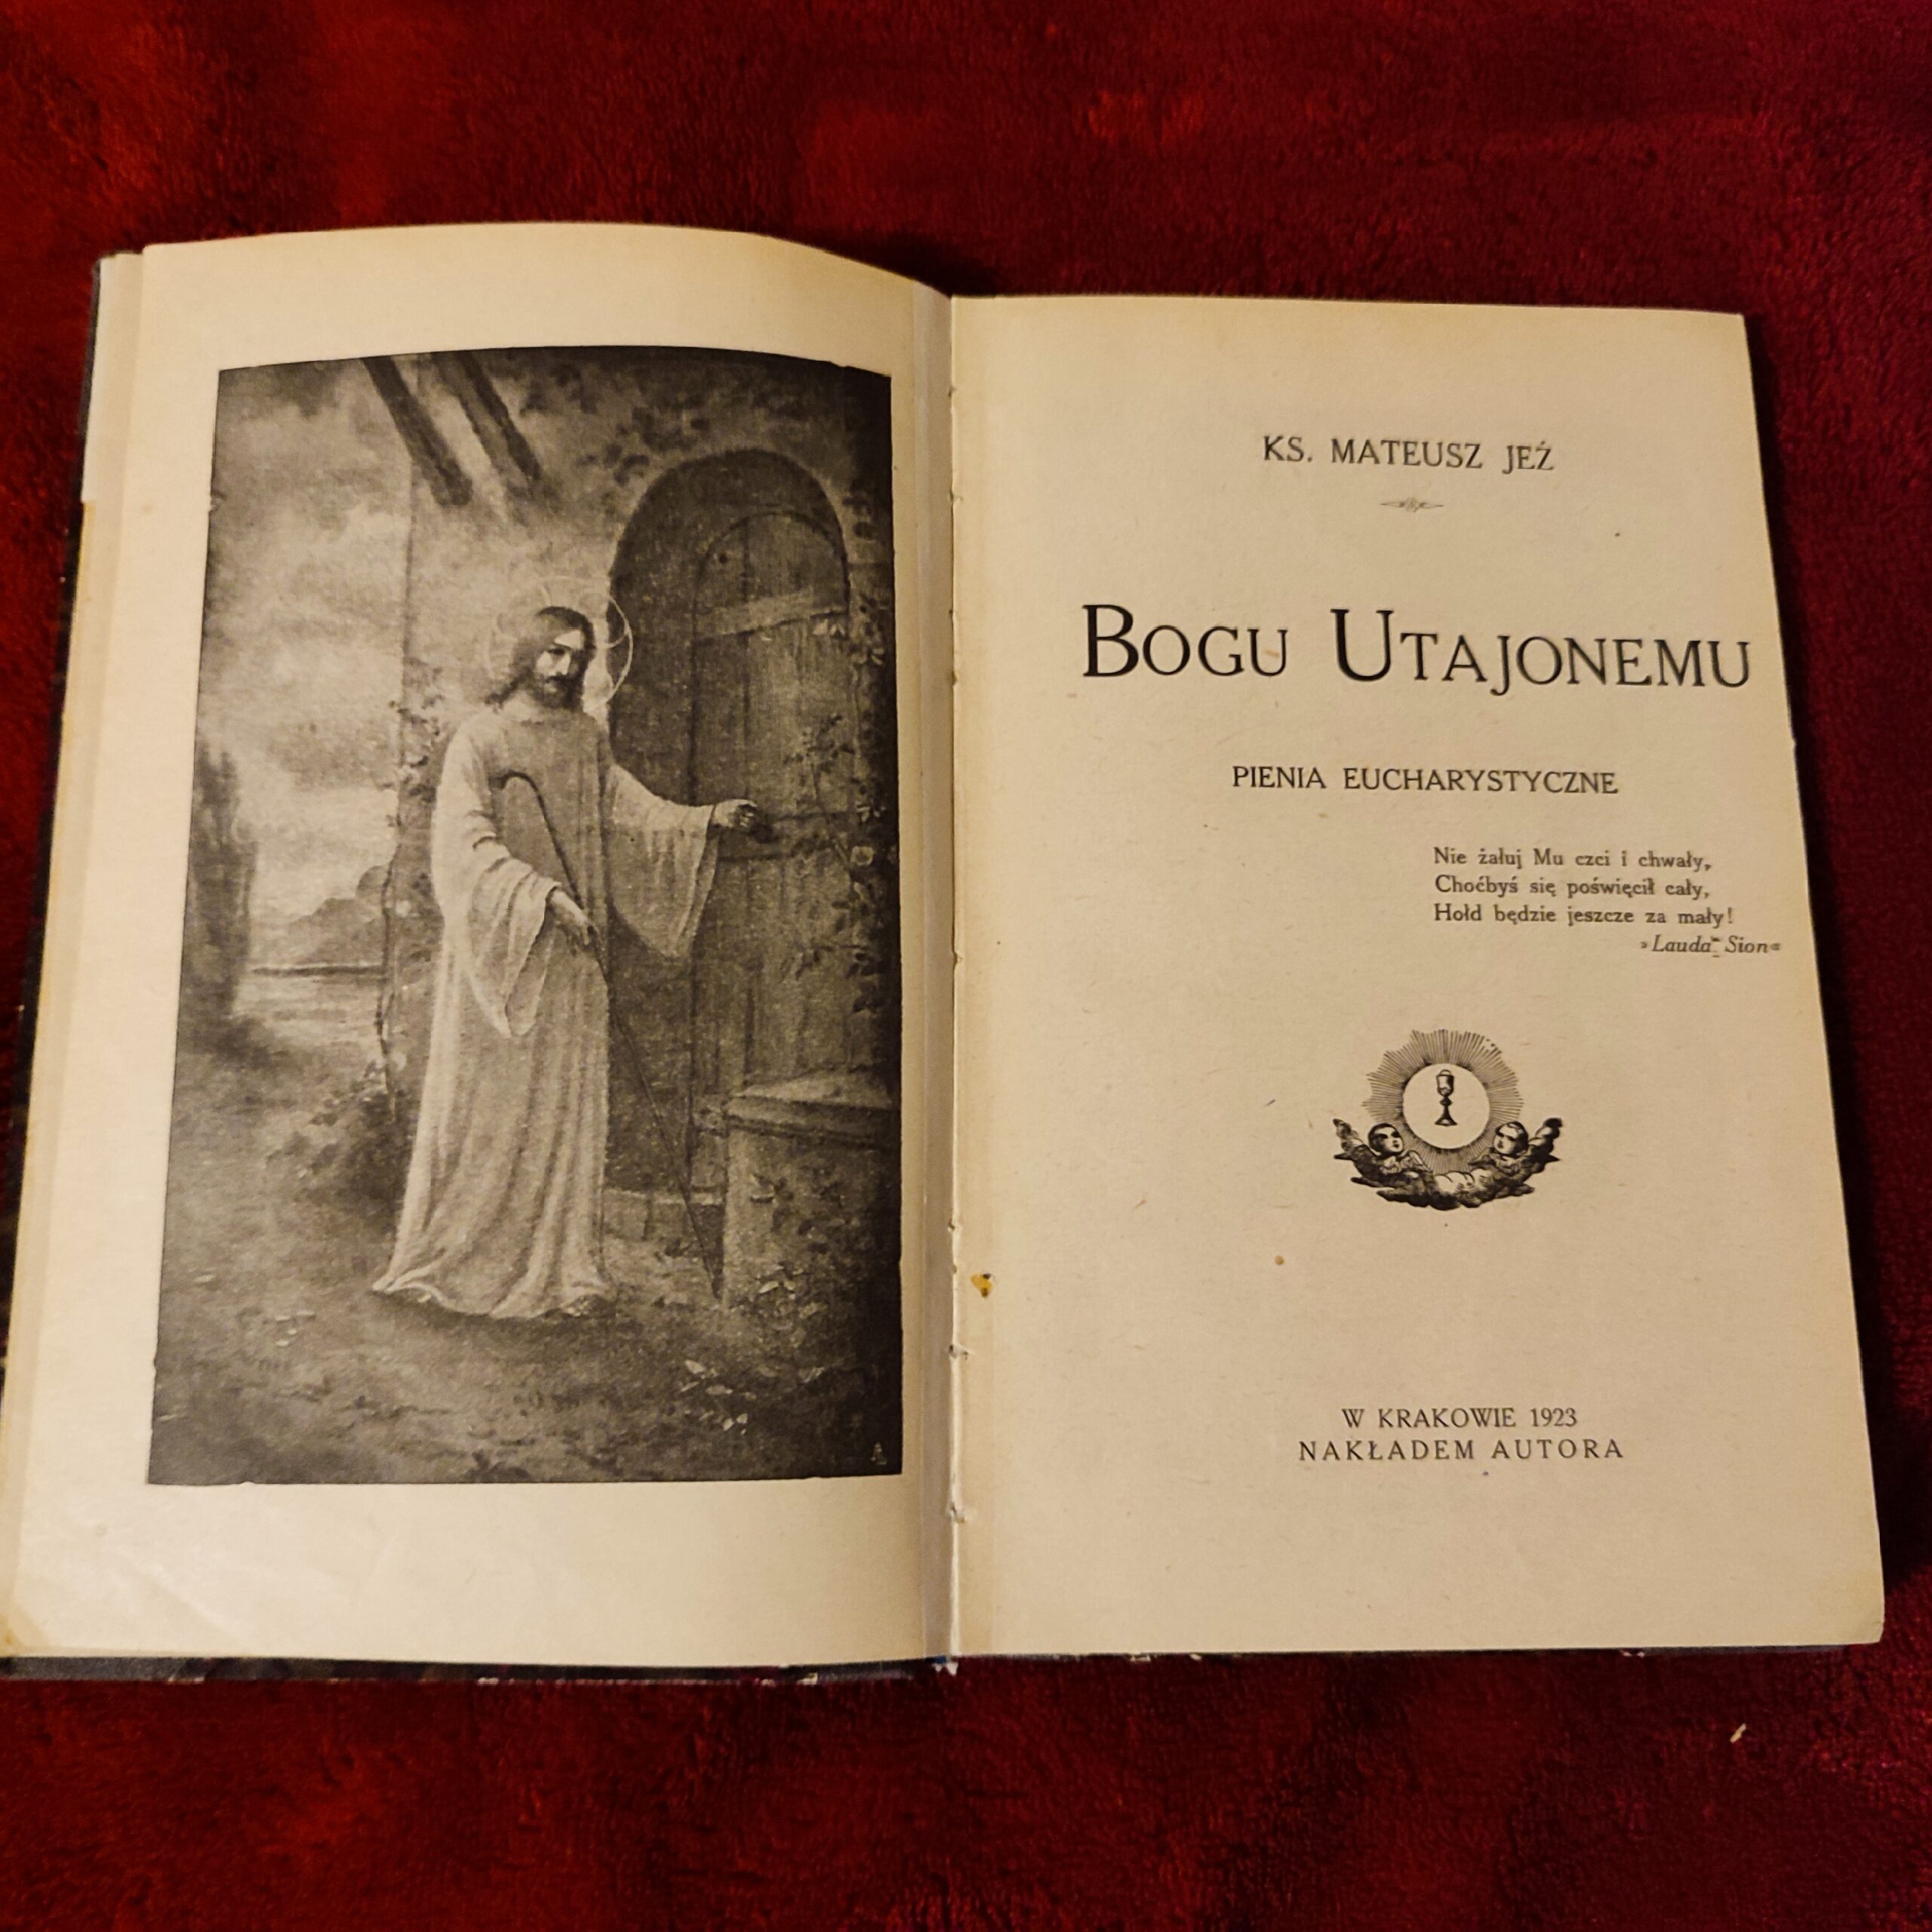 KS. MATEUSZ JEŻ
BOGU UTAJONEMU
PIENIA EUCHARYSTYCZNE
Nie żałuj Mu czci i chwały,
Choćbyś się poświęcił cały,
Hołd będzie jeszcze za mały!
»Lauda Sion«
W KRAKOWIE 1923
NAKŁADEM AUTORA